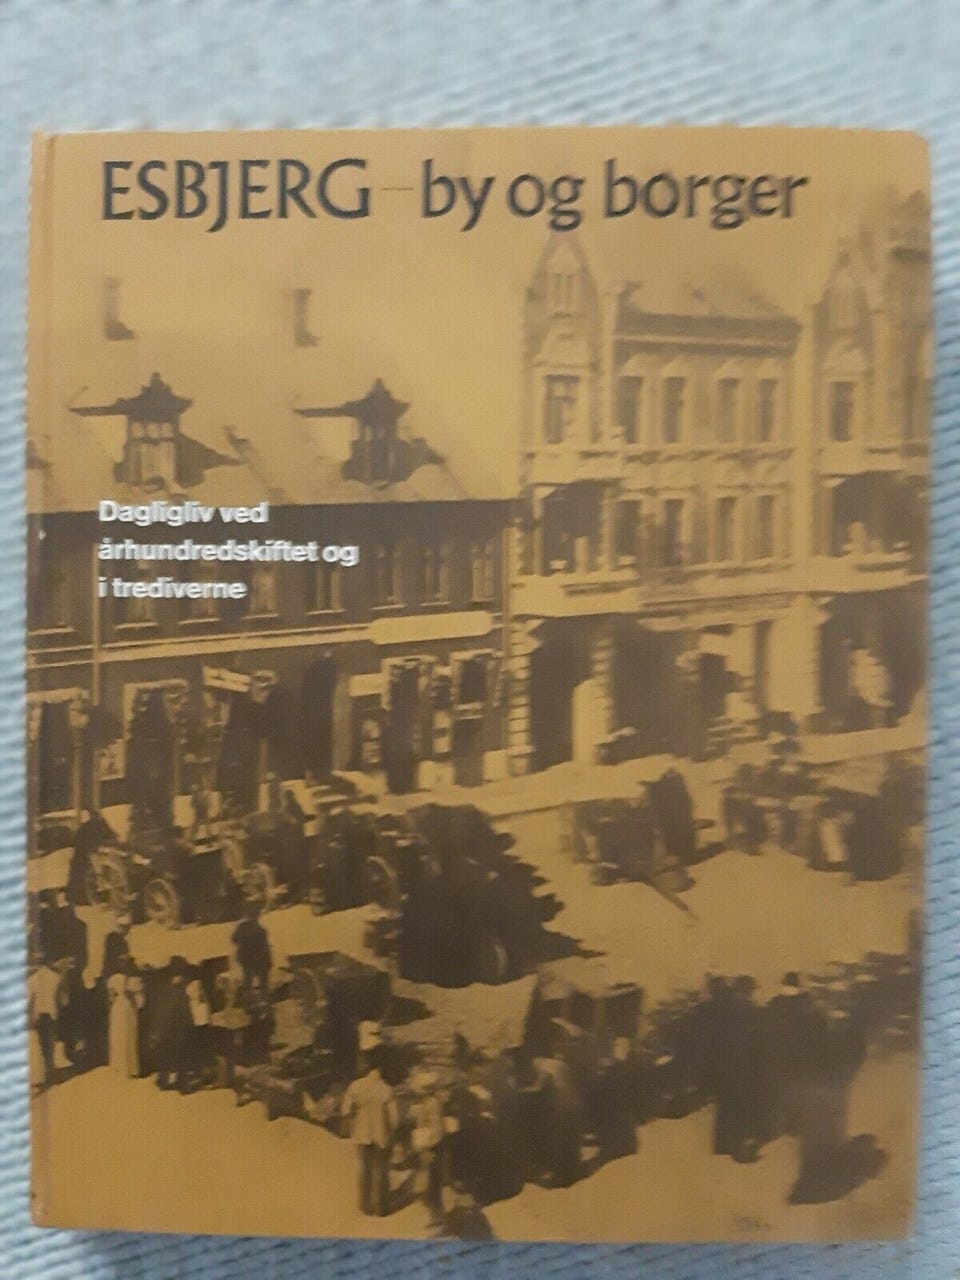 ESBJERG – by og borger
Dagligliv ved
århundredskiftet og
i trediverne